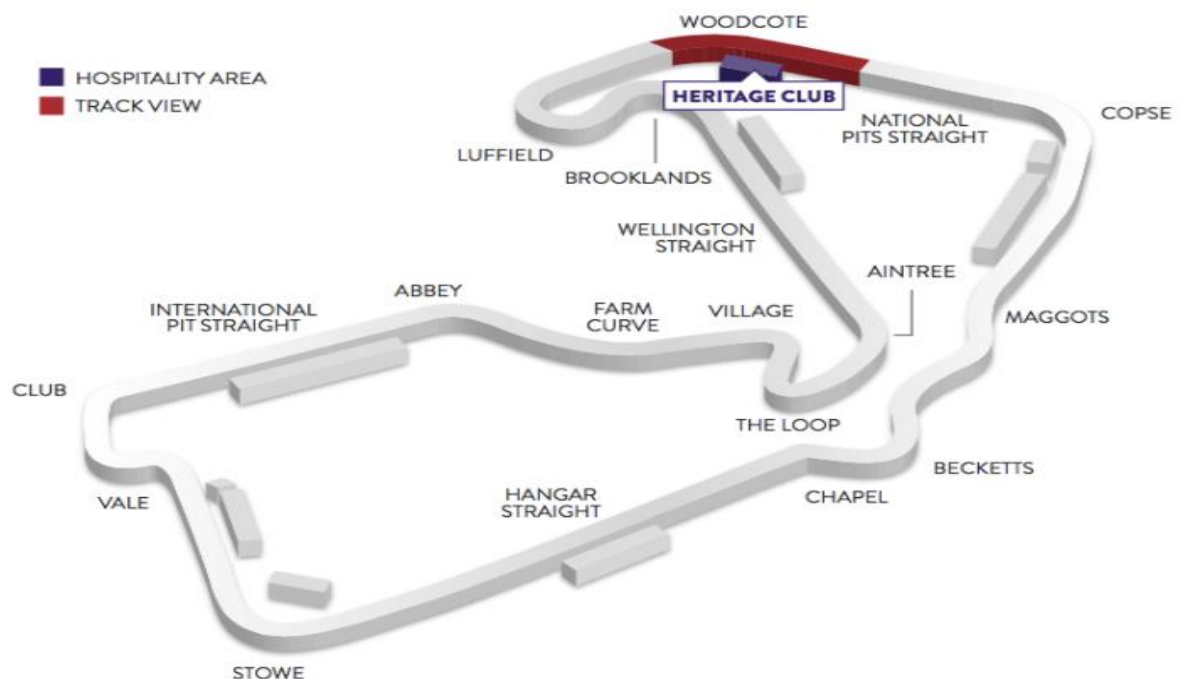 WOODCOTE
HOSPITALITY AREA
TRACK VIEW
HERITAGE CLUB
COPSE
NATIONAL
PITS STRAIGHT
LUFFIELD
BROOKLANDS
WELLINGTON
STRAIGHT
AINTREE
ABBEY
INTERNATIONAL
PIT STRAIGHT
FARM
CURVE
VILLAGE
MAGGOTS
CLUB
THE LOOP
BECKETTS
CHAPEL
HANGAR
STRAIGHT
VALE
STOWE